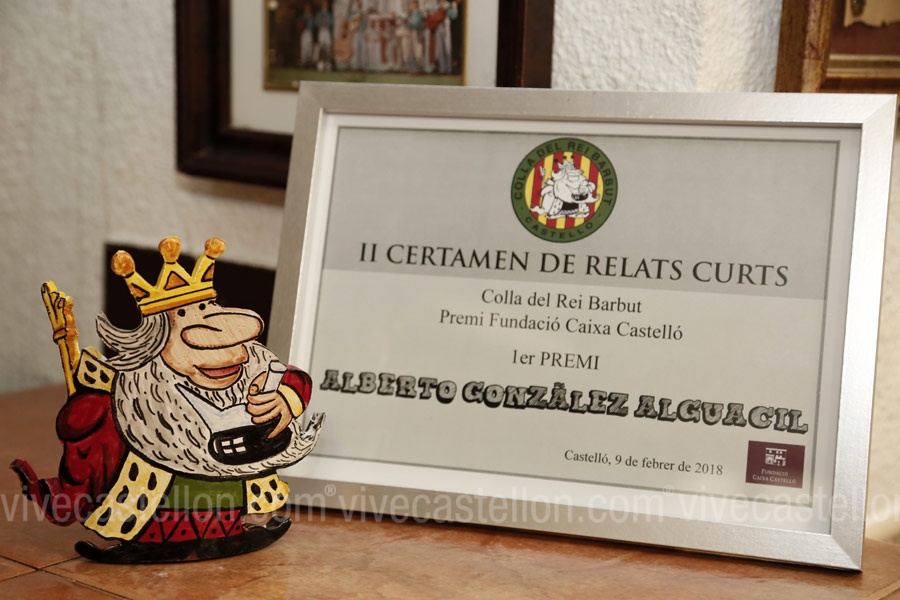 COLLA DEL REI BARBUT
CASTELLÓ
II CERTAMEN DE RELATS CURTS
Colla del Rei Barbut
Premi Fundació Caixa Castelló
1er PREMI
ALBERTO GONZÁLEZ ALGUACIL
Castelló, 9 de febrer de 2018
FUNDACIÓ
CAIXA CASTELLÓ
vivecastellon.com® vivecastellon.com® vivecastellon